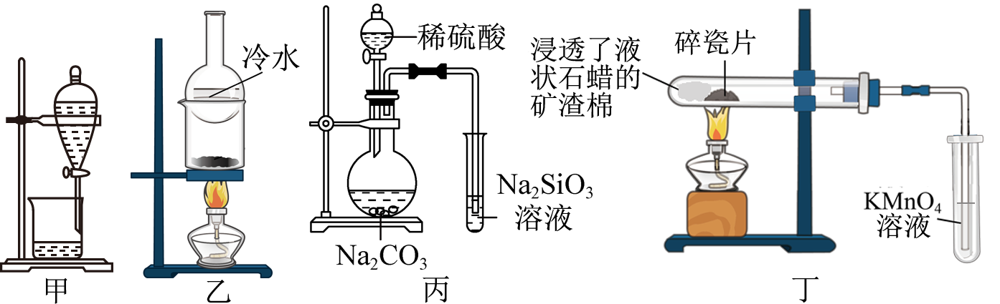 冷水
稀硫酸
Na₂SiO₃
溶液
Na₂CO₃
浸透了液
状石蜡的
矿渣棉
碎瓷片
KMnO₄
溶液
甲
乙
丙
丁